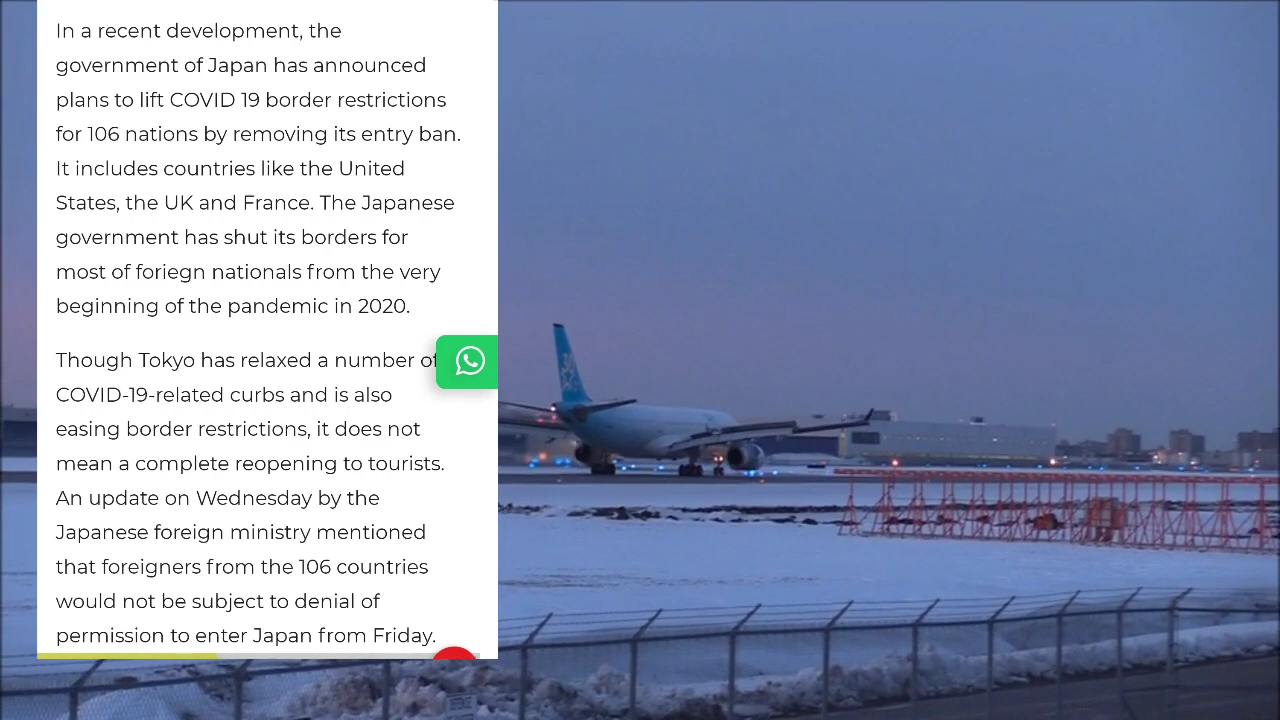 In a recent development, the
government of Japan has announced
plans to lift COVID 19 border restrictions
for 106 nations by removing its entry ban.
It includes countries like the United
States, the UK and France. The Japanese
government has shut its borders for
most of foriegn nationals from the very
beginning of the pandemic in 2020.
Though Tokyo has relaxed a number of
COVID-19-related curbs and is also
easing border restrictions, it does not
mean a complete reopening to tourists.
An update on Wednesday by the
Japanese foreign ministry mentioned
that foreigners from the 106 countries
would not be subject to denial of
permission to enter Japan from Friday.